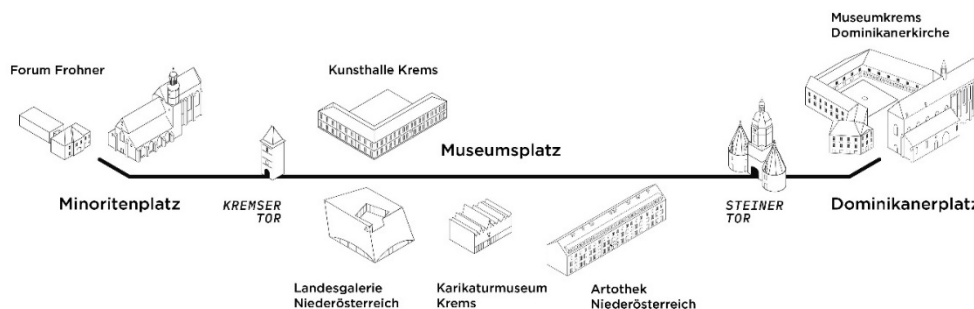 Museumkrems
Dominikanerkirche
Forum Frohner
Kunsthalle Krems
Museumsplatz
Minoritenplatz
KREMSER
TOR
STEINER
TOR
Dominikanerplatz
Landesgalerie
Niederösterreich
Karikaturmuseum
Krems
Artothek
Niederösterreich